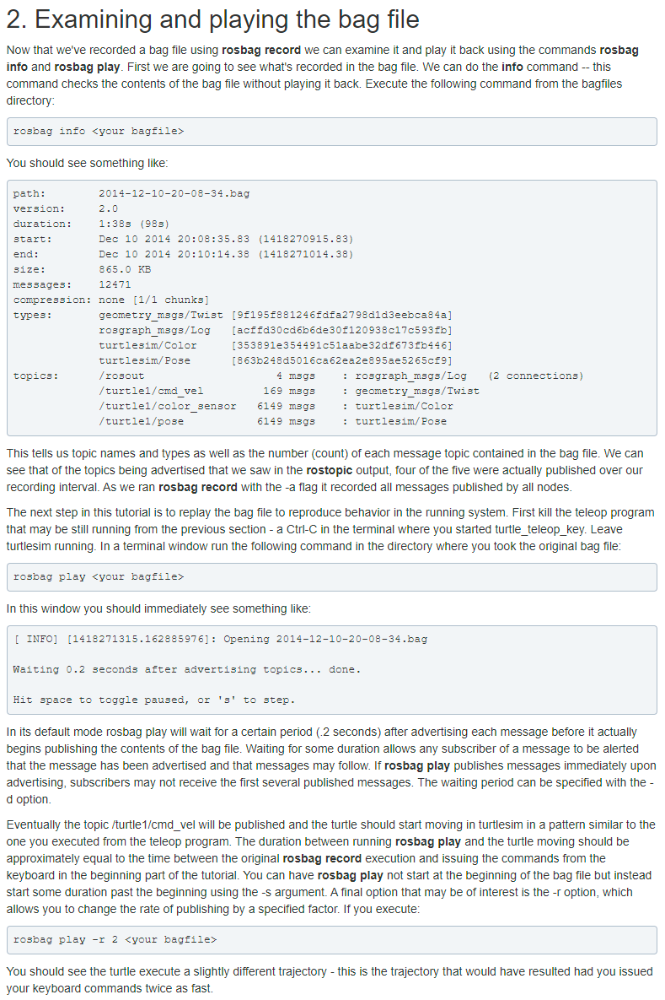 2. Examining and playing the bag file
Now that we've recorded a bag file using rosbag record we can examine it and play it back using the commands rosbag
info and rosbag play. First we are going to see what's recorded in the bag file. We can do the info command -- this
command checks the contents of the bag file without playing it back. Execute the following command from the bagfiles
directory:
rosbag info <your bagfile>
You should see something like:
path:        2014-12-10-20-08-34.bag
version:     2.0
duration:    1:38s (98s)
start:       Dec 10 2014 20:08:35.83 (1418270915.83)
end:         Dec 10 2014 20:10:14.38 (1418271014.38)
size:        865.0 KB
messages:    12471
compression: none [1/1 chunks]
types:       geometry_msgs/Twist [9f195f881246fdfa2798d1d3eebca84a]
rosgraph_msgs/Log   [acffd30cd6b6de30f120938c17c593fb]
turtlesim/Color     [353891e354491c51aabe32df673fb446]
turtlesim/Pose      [863b248d5016ca62ea2e895ae5265cf9]
topics:      /rosout                    4 msgs    : rosgraph_msgs/Log   (2 connections)
/turtle1/cmd_vel         169 msgs    : geometry_msgs/Twist
/turtle1/color_sensor   6149 msgs    : turtlesim/Color
/turtle1/pose           6149 msgs    : turtlesim/Pose
This tells us topic names and types as well as the number (count) of each message topic contained in the bag file. We can
see that of the topics being advertised that we saw in the rostopic output, four of the five were actually published over our
recording interval. As we ran rosbag record with the -a flag it recorded all messages published by all nodes.
The next step in this tutorial is to replay the bag file to reproduce behavior in the running system. First kill the teleop program
that may be still running from the previous section - a Ctrl-C in the terminal where you started turtle_teleop_key. Leave
turtlesim running. In a terminal window run the following command in the directory where you took the original bag file:
rosbag play <your bagfile>
In this window you should immediately see something like:
[ INFO] [1418271315.162885976]: Opening 2014-12-10-20-08-34.bag
Waiting 0.2 seconds after advertising topics... done.
Hit space to toggle paused, or 's' to step.
In its default mode rosbag play will wait for a certain period (.2 seconds) after advertising each message before it actually
begins publishing the contents of the bag file. Waiting for some duration allows any subscriber of a message to be alerted
that the message has been advertised and that messages may follow. If rosbag play publishes messages immediately upon
advertising, subscribers may not receive the first several published messages. The waiting period can be specified with the -
d option.
Eventually the topic /turtle1/cmd_vel will be published and the turtle should start moving in turtlesim in a pattern similar to the
one you executed from the teleop program. The duration between running rosbag play and the turtle moving should be
approximately equal to the time between the original rosbag record execution and issuing the commands from the
keyboard in the beginning part of the tutorial. You can have rosbag play not start at the beginning of the bag file but instead
start some duration past the beginning using the -s argument. A final option that may be of interest is the -r option, which
allows you to change the rate of publishing by a specified factor. If you execute:
rosbag play -r 2 <your bagfile>
You should see the turtle execute a slightly different trajectory - this is the trajectory that would have resulted had you issued
your keyboard commands twice as fast.